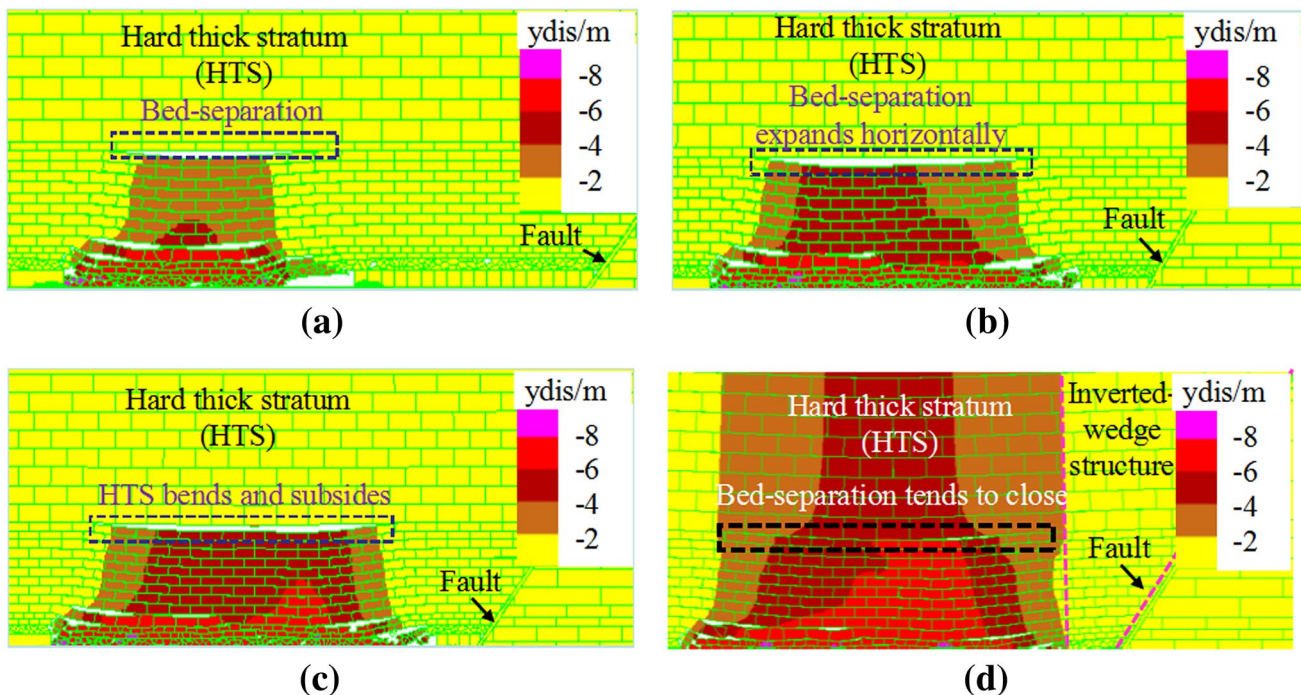 Hard thick stratum
(HTS)
Bed-separation
ydis/m
-8
-6
-4
-2
Fault
(a)
Hard thick stratum
(HTS)
Bed-separation
expands horizontally
ydis/m
-8
-6
-4
-2
Fault
(b)
Hard thick stratum
(HTS)
HTS bends and subsides
ydis/m
-8
-6
-4
-2
Fault
(c)
Hard thick stratum
(HTS)
Bed-separation tends to close
Inverted-
wedge
structure
ydis/m
-8
-6
-4
-2
Fault
(d)